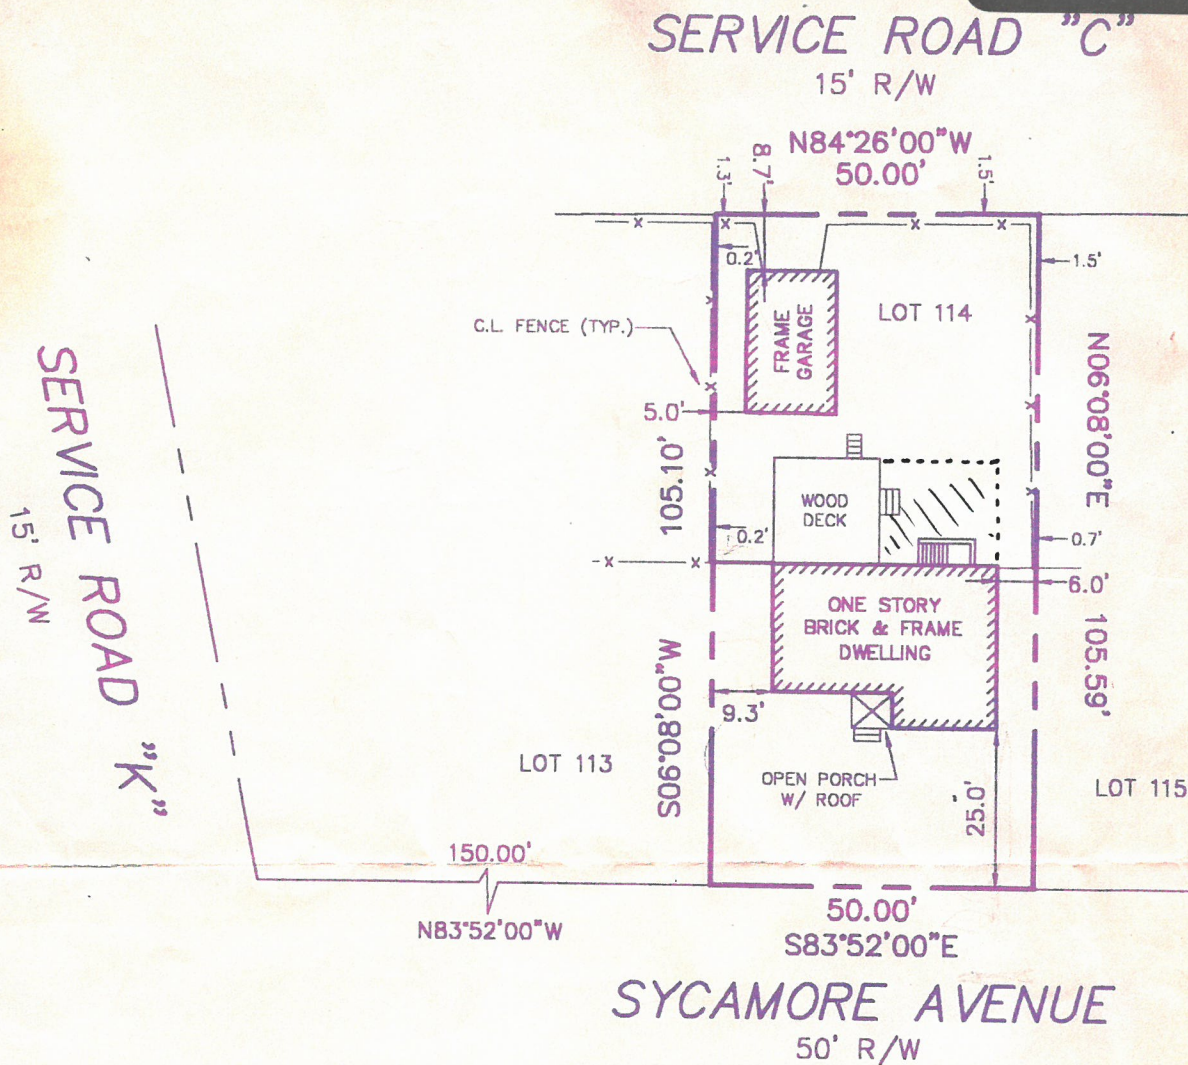 SERVICE ROAD "C"
15' R/W
N84°26'00"W
50.00'
1.3'
8.7'
1.5'
0.2'
1.5'
LOT 114
C.L. FENCE (TYP.)
FRAME
GARAGE
5.0'
N06°08'00"E
105.10'
SERVICE ROAD "K"
15' R/W
WOOD
DECK
0.2'
0.7'
6.0'
ONE STORY
BRICK & FRAME
DWELLING
105.59'
S06°08'00"W
9.3'
LOT 113
OPEN PORCH
W/ ROOF
25.0'
LOT 115
150.00'
N83°52'00"W
50.00'
S83°52'00"E
SYCAMORE AVENUE
50' R/W
x
x
x
x
x
x
x
x
x
x
x
x